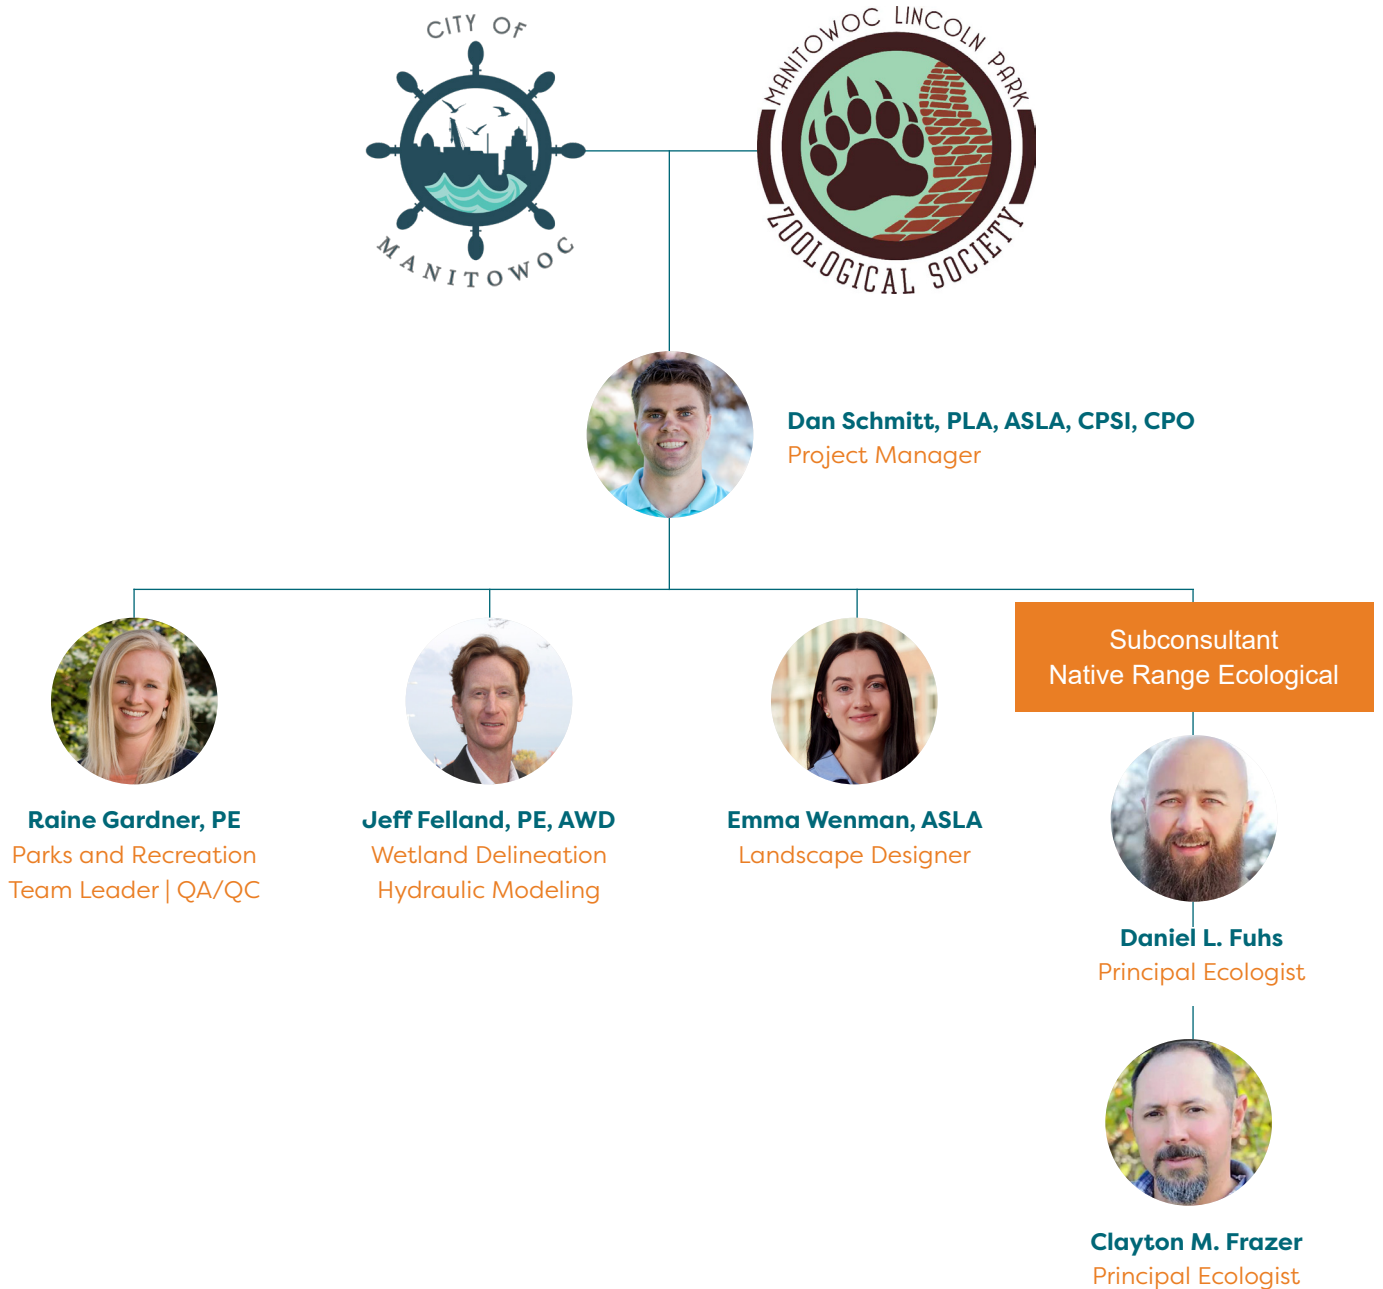 CITY OF
MANITOWOC
MANITOWOC LINCOLN PARK
ZOOLOGICAL SOCIETY
Dan Schmitt, PLA, ASLA, CPSI, CPO
Project Manager
Subconsultant
Native Range Ecological
Raine Gardner, PE
Parks and Recreation
Team Leader | QA/QC
Jeff Felland, PE, AWD
Wetland Delineation
Hydraulic Modeling
Emma Wenman, ASLA
Landscape Designer
Daniel L. Fuhs
Principal Ecologist
Clayton M. Frazer
Principal Ecologist